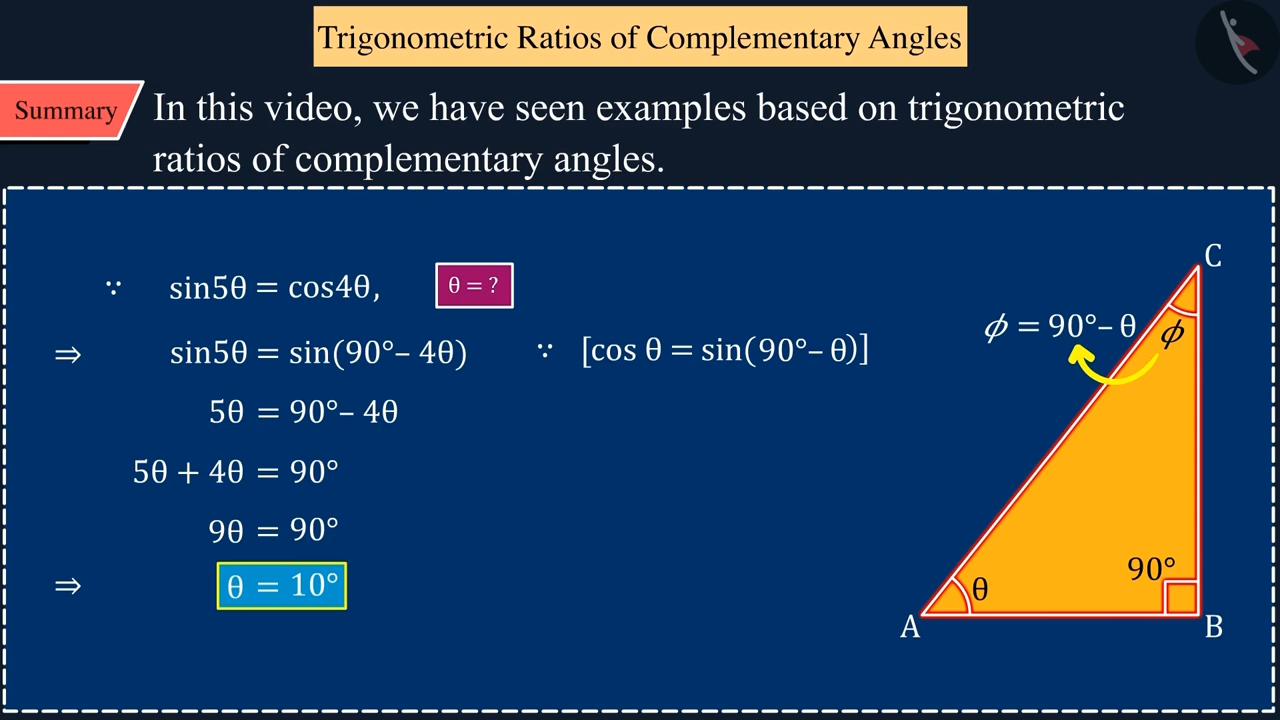 Trigonometric Ratios of Complementary Angles
Summary
In this video, we have seen examples based on trigonometric
ratios of complementary angles.
∵ sin5θ = cos4θ, θ = ?
⇒ sin5θ = sin(90°– 4θ) ∵ [cos θ = sin(90°– θ)]
5θ = 90°– 4θ
5θ + 4θ = 90°
9θ = 90°
⇒ θ = 10°
C
ϕ = 90°– θ
ϕ
90°
θ
A
B